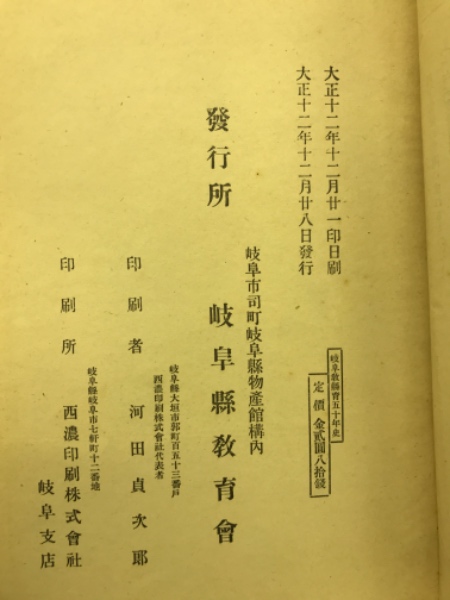 大正十二年十二月廿一印日刷
大正十二年十二月廿八日發行
岐阜敎縣育五十年史
定價 金貳圓八拾錢
岐阜市司町岐阜縣物產館構內
發行所 岐阜縣敎育會
岐阜縣大垣市郭町百五十三番戶
西濃印刷株式會社代表者
印刷者 河田貞次郎
岐阜縣岐阜市七軒町十二番地
印刷所 西濃印刷株式會社
岐阜支店